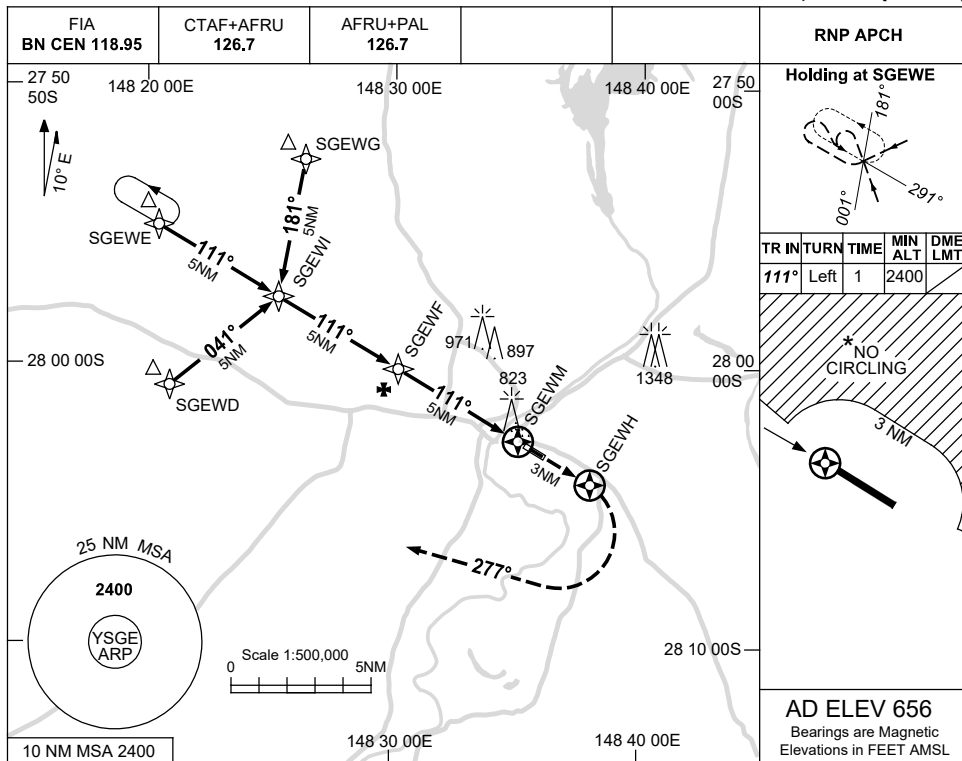 FIA
BN CEN 118.95
CTAF+AFRU
126.7
AFRU+PAL
126.7
RNP APCH
27 50
50S
148 20 00E
148 30 00E
148 40 00E
27 50
00S
10° E
SGEWG
181°
5NM
SGEWE
111°
5NM
SGEWI
111°
5NM
SGEWF
041°
5NM
SGEWD
28 00 00S
971
897
1348
28 00
00S
823
111°
5NM
SGEWM
3NM
SGEWH
277°
25 NM MSA
2400
YSGE
ARP
Scale 1:500,000
0
5NM
28 10 00S
10 NM MSA 2400
148 30 00E
148 40 00E
Holding at SGEWE
181°
291°
001°
TR IN TURN TIME MIN ALT DME LMT
111° Left 1 2400
*NO
CIRCLING
3 NM
AD ELEV 656
Bearings are Magnetic
Elevations in FEET AMSL